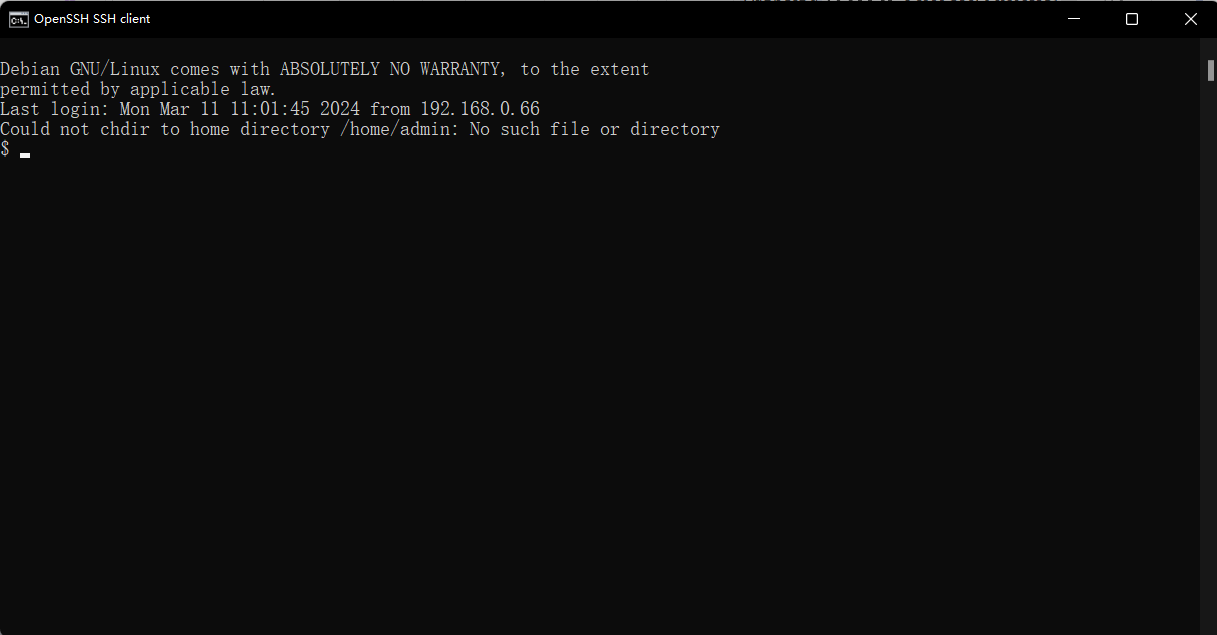 OpenSSH SSH client
Debian GNU/Linux comes with ABSOLUTELY NO WARRANTY, to the extent
permitted by applicable law.
Last login: Mon Mar 11 11:01:45 2024 from 192.168.0.66
Could not chdir to home directory /home/admin: No such file or directory
$